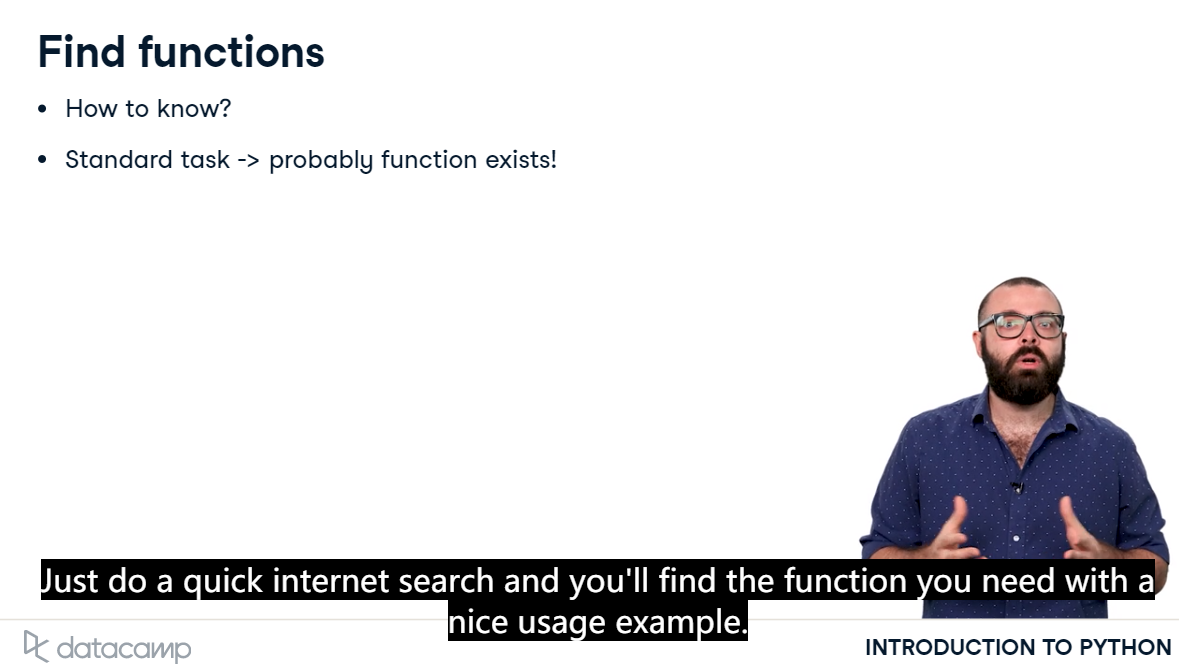 Find functions
• How to know?
• Standard task -> probably function exists!
Just do a quick internet search and you'll find the function you need with a
nice usage example.
datacamp
INTRODUCTION TO PYTHON